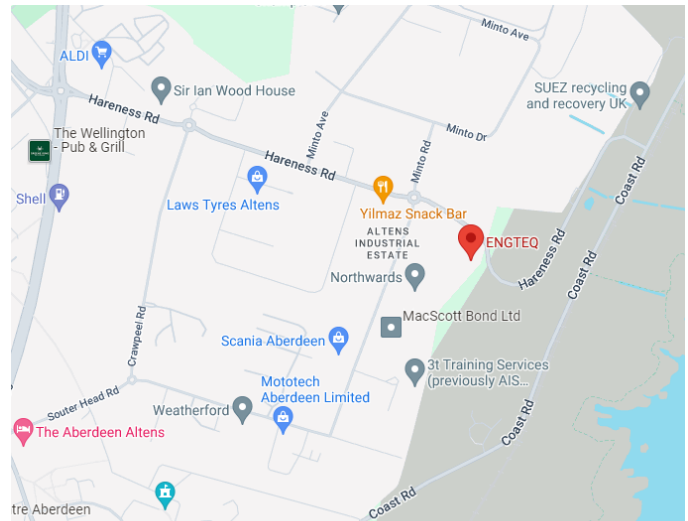 Minto Ave
ALDI
Sir Ian Wood House
SUEZ recycling
and recovery UK
Hareness Rd
Minto Ave
Minto Dr
The Wellington
- Pub & Grill
Hareness Rd
Minto Rd
Coast Rd
Shell
Laws Tyres Altens
Yilmaz Snack Bar
ALTENS
INDUSTRIAL
ESTATE
ENGTEQ
Hareness Rd
Coast Rd
Northwards
MacScott Bond Ltd
Crawpeel Rd
Scania Aberdeen
3t Training Services
(previously AIS...
Mototech
Aberdeen Limited
Souter Head Rd
Weatherford
The Aberdeen Altens
Coast Rd
Coast Rd
tre Aberdeen